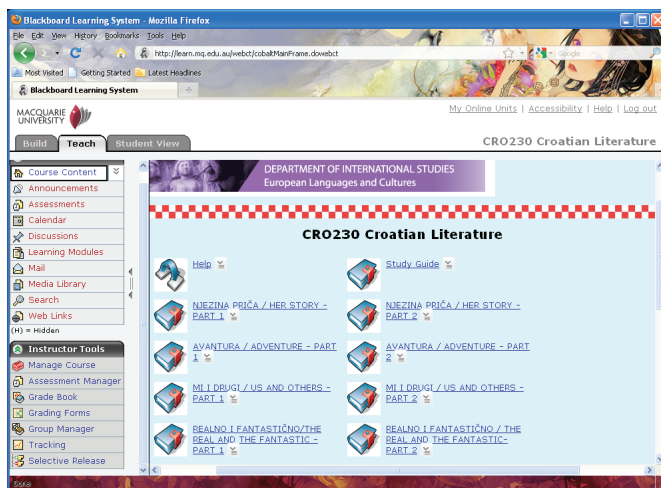 Blackboard Learning System - Mozilla Firefox
File Edit View History Bookmarks Tools Help
http://learn.mq.edu.au/webct/cobaltMainFrame.dowebct
Google
Most Visited Getting Started Latest Headlines
Blackboard Learning System
MACQUARIE
UNIVERSITY
My Online Units | Accessibility | Help | Log out
Build Teach Student View
CRO230 Croatian Literature
Course Content
Announcements
Assessments
Calendar
Discussions
Learning Modules
Mail
Media Library
Search
Web Links
(H) = Hidden
Instructor Tools
Manage Course
Assessment Manager
Grade Book
Grading Forms
Group Manager
Tracking
Selective Release
DEPARTMENT OF INTERNATIONAL STUDIES
European Languages and Cultures
CRO230 Croatian Literature
Help
Study Guide
NJEZINA PRIČA / HER STORY -
PART 1
NJEZINA PRIČA / HER STORY -
PART 2
AVANTURA / ADVENTURE - PART
1
AVANTURA / ADVENTURE - PART
2
MI I DRUGI / US AND OTHERS -
PART 1
MI I DRUGI / US AND OTHERS -
PART 2
REALNO I FANTASTIČNO/THE
REAL AND THE FANTASTIC -
PART 1
REALNO I FANTASTIČNO / THE
REAL AND THE FANTASTIC-
PART 2
Done